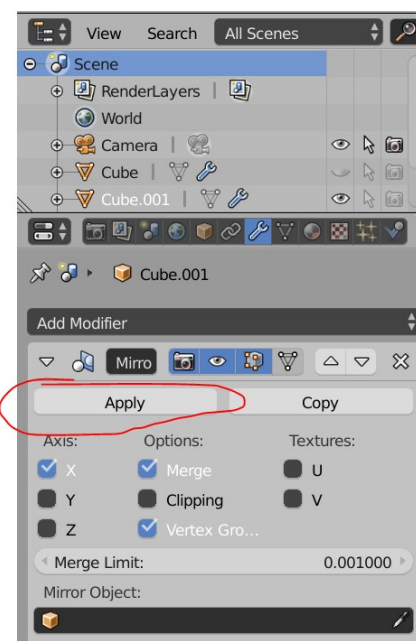 View Search All Scenes
Scene
RenderLayers
World
Camera
Cube
Cube.001
Cube.001
Add Modifier
Mirro
Apply Copy
Axis: Options: Textures:
X Merge U
Y Clipping V
Z Vertex Gro...
Merge Limit: 0.001000
Mirror Object: